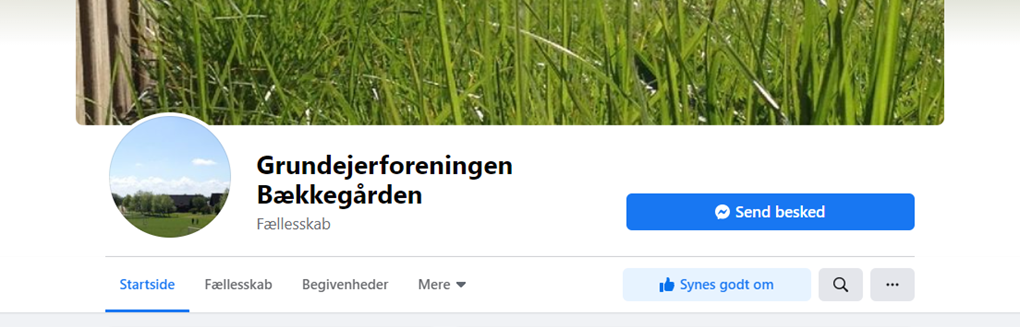 Grundejerforeningen
Bækkegården
Fællesskab
Send besked
Startside
Fællesskab
Begivenheder
Mere
Synes godt om